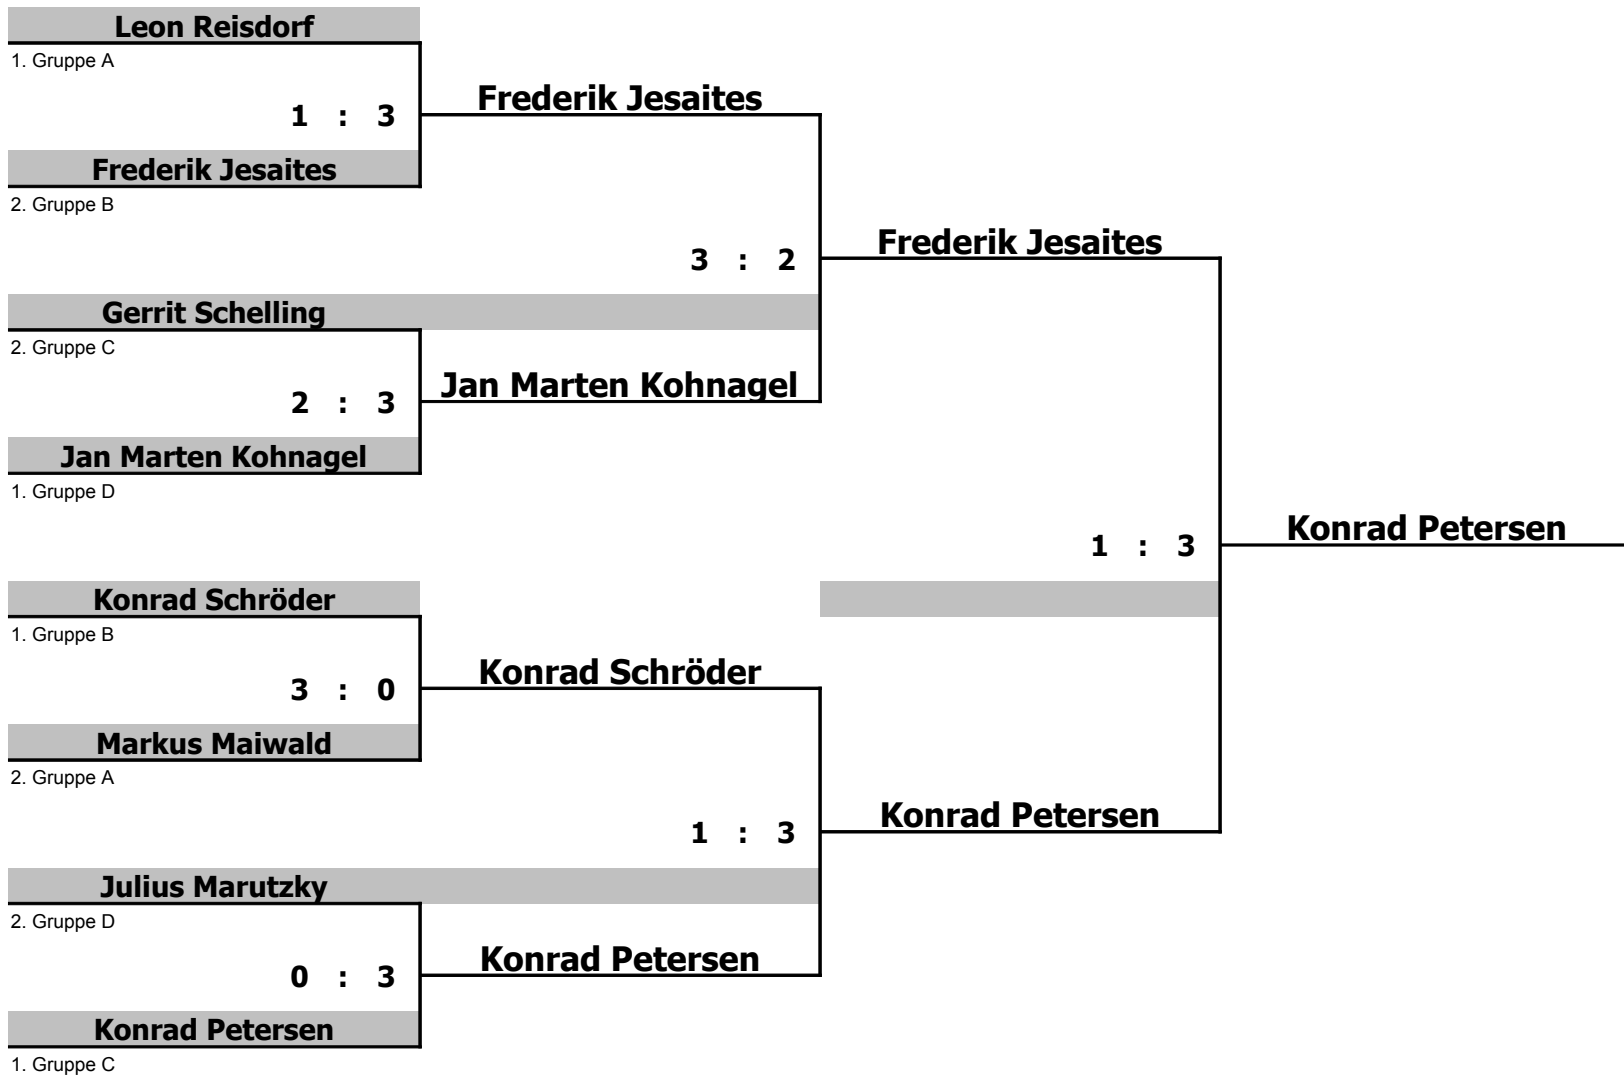 Leon Reisdorf
1. Gruppe A
1 : 3
Frederik Jesaites
Frederik Jesaites
2. Gruppe B
3 : 2
Frederik Jesaites
Gerrit Schelling
2. Gruppe C
2 : 3
Jan Marten Kohnagel
Jan Marten Kohnagel
1. Gruppe D
1 : 3
Konrad Petersen
Konrad Schröder
1. Gruppe B
3 : 0
Konrad Schröder
Markus Maiwald
2. Gruppe A
1 : 3
Konrad Petersen
Julius Marutzky
2. Gruppe D
0 : 3
Konrad Petersen
Konrad Petersen
1. Gruppe C